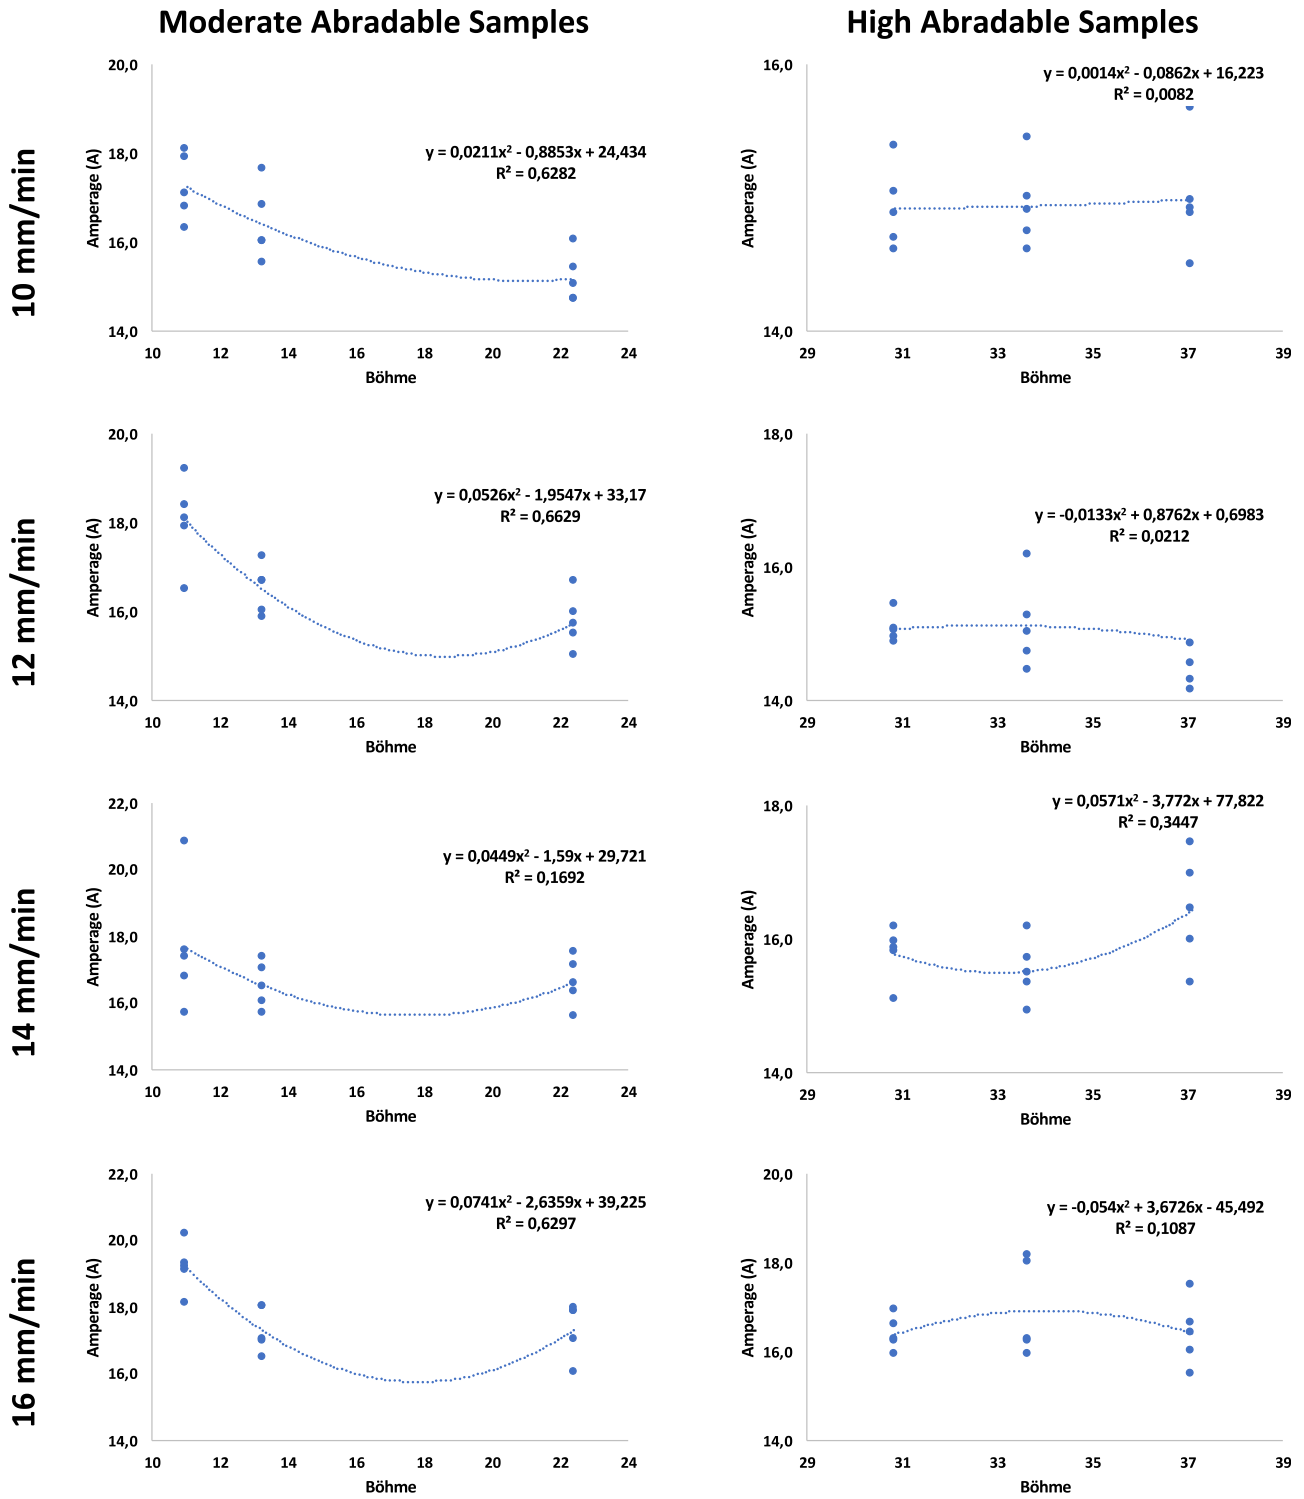 Moderate Abradable Samples
High Abradable Samples
10 mm/min
20,0
18,0
16,0
14,0
Amperage (A)
y = 0,0211x² - 0,8853x + 24,434
R² = 0,6282
10 12 14 16 18 20 22 24
Böhme
16,0
15,0
14,0
Amperage (A)
y = 0,0014x² - 0,0862x + 16,223
R² = 0,0082
29 31 33 35 37 39
Böhme
12 mm/min
20,0
18,0
16,0
14,0
Amperage (A)
y = 0,0526x² - 1,9547x + 33,17
R² = 0,6629
10 12 14 16 18 20 22 24
Böhme
18,0
16,0
14,0
Amperage (A)
y = -0,0133x² + 0,8762x + 0,6983
R² = 0,0212
29 31 33 35 37 39
Böhme
14 mm/min
22,0
20,0
18,0
16,0
14,0
Amperage (A)
y = 0,0449x² - 1,59x + 29,721
R² = 0,1692
10 12 14 16 18 20 22 24
Böhme
18,0
16,0
14,0
Amperage (A)
y = 0,0571x² - 3,772x + 77,822
R² = 0,3447
29 31 33 35 37 39
Böhme
16 mm/min
22,0
20,0
18,0
16,0
14,0
Amperage (A)
y = 0,0741x² - 2,6359x + 39,225
R² = 0,6297
10 12 14 16 18 20 22 24
Böhme
20,0
18,0
16,0
14,0
Amperage (A)
y = -0,054x² + 3,6726x - 45,492
R² = 0,1087
29 31 33 35 37 39
Böhme